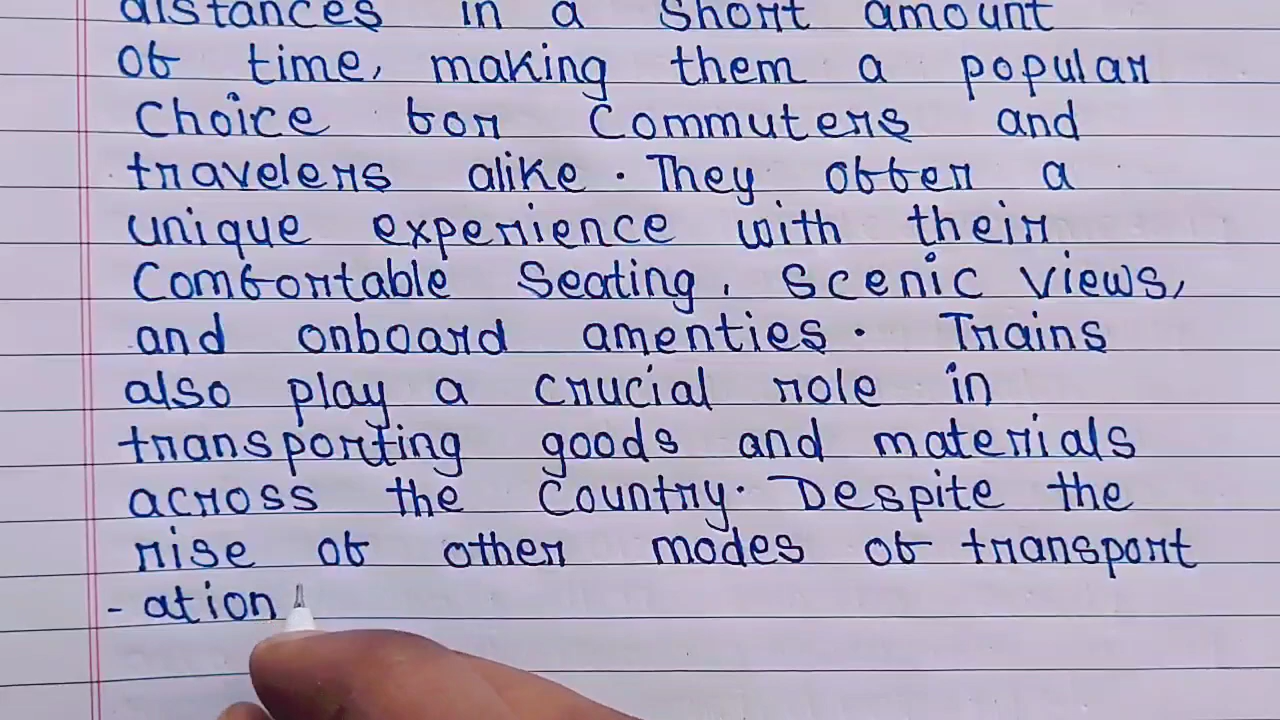 distances in a short amount
of time, making them a popular
Choice for Commuters and
travelers alike. They offer a
unique experience with their
Comfortable Seating, Scenic views,
and onboard amenties. Trains
also play a crucial role in
transporting goods and materials
across the Country. Despite the
rise of other modes of transport
- ation